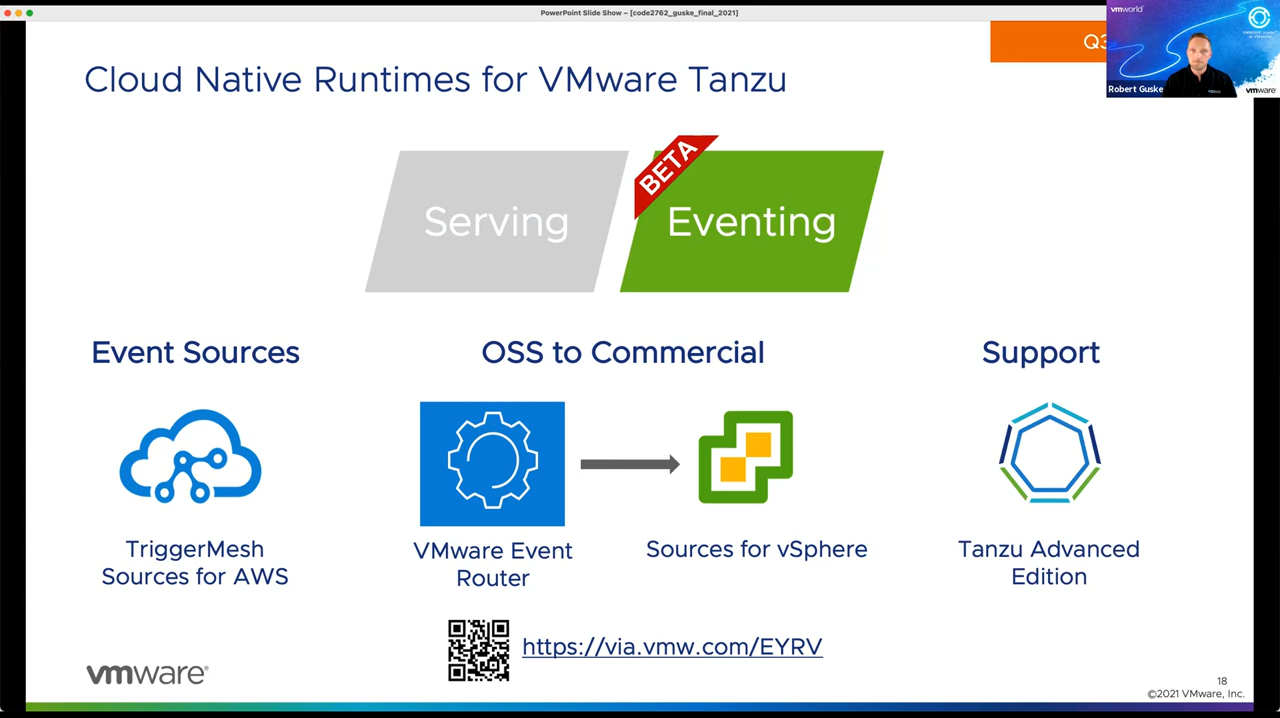 PowerPoint Slide Show – [code2762_guske_final_2021]
vmworld
Robert Guske
vmware
Cloud Native Runtimes for VMware Tanzu
Serving
BETA
Eventing
Event Sources
OSS to Commercial
Support
TriggerMesh
Sources for AWS
VMware Event
Router
Sources for vSphere
Tanzu Advanced
Edition
https://via.vmw.com/EYRV
vmware®
18
©2021 VMware, Inc.